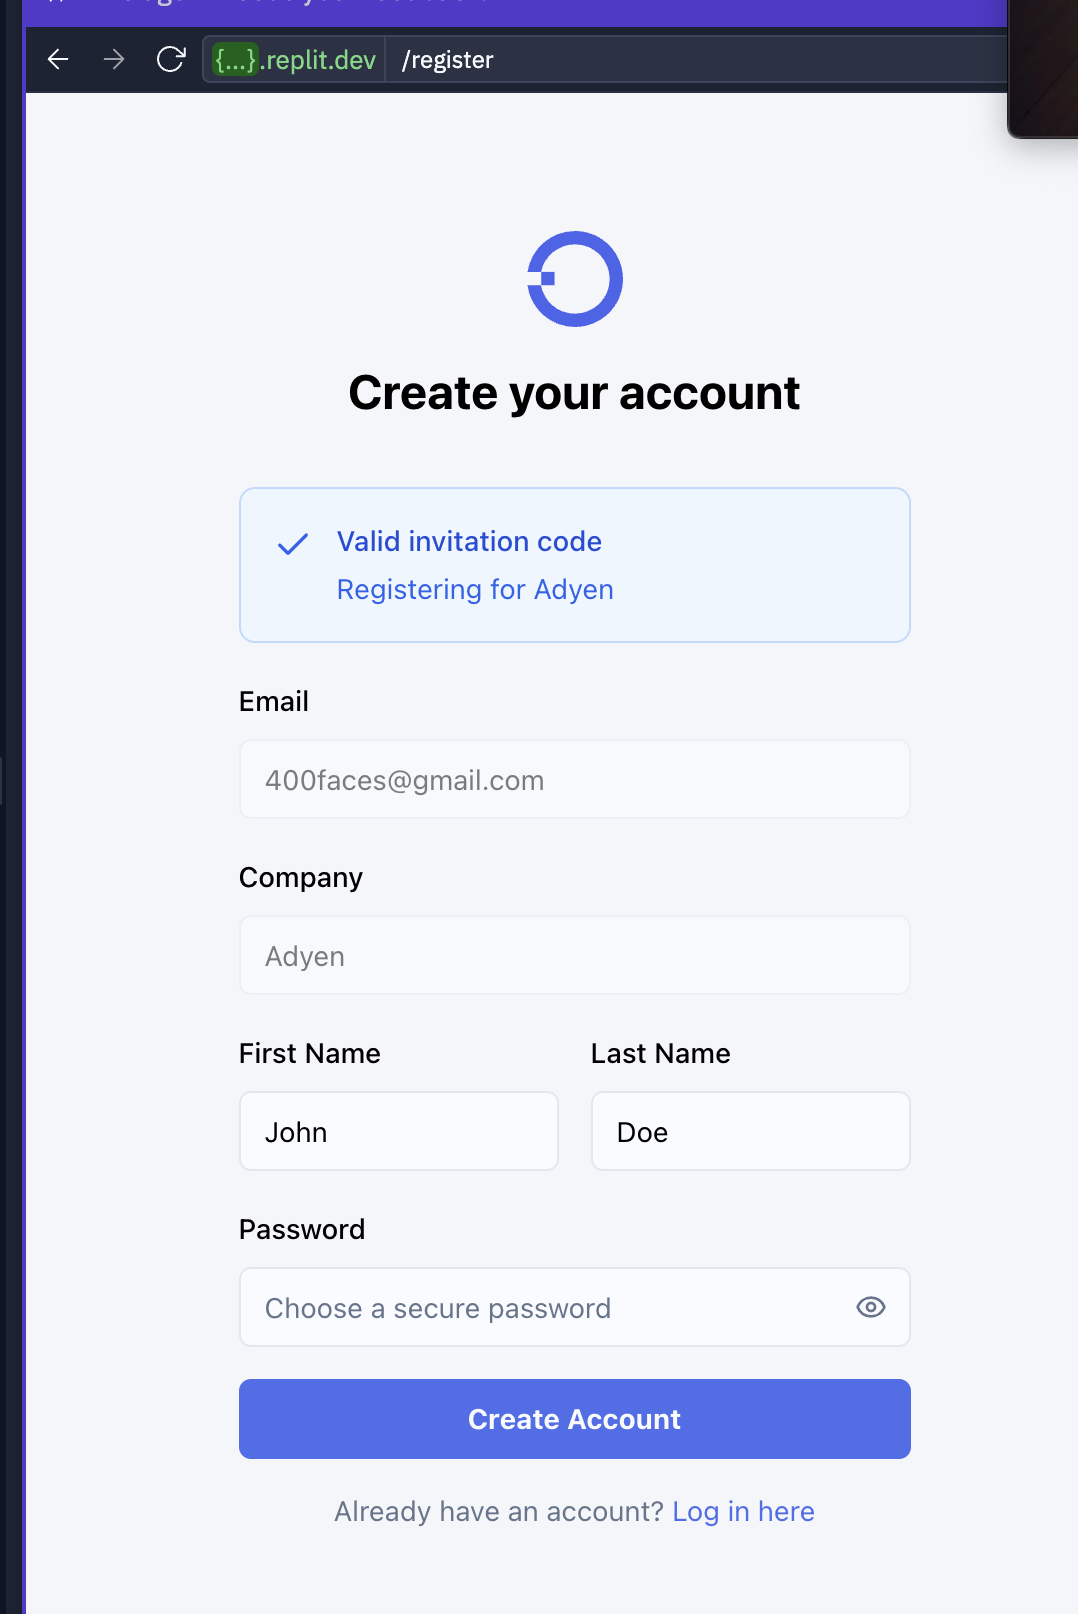 {...}.replit.dev /register
Create your account
Valid invitation code
Registering for Adyen
Email
400faces@gmail.com
Company
Adyen
First Name Last Name
John Doe
Password
Choose a secure password
Create Account
Already have an account? Log in here